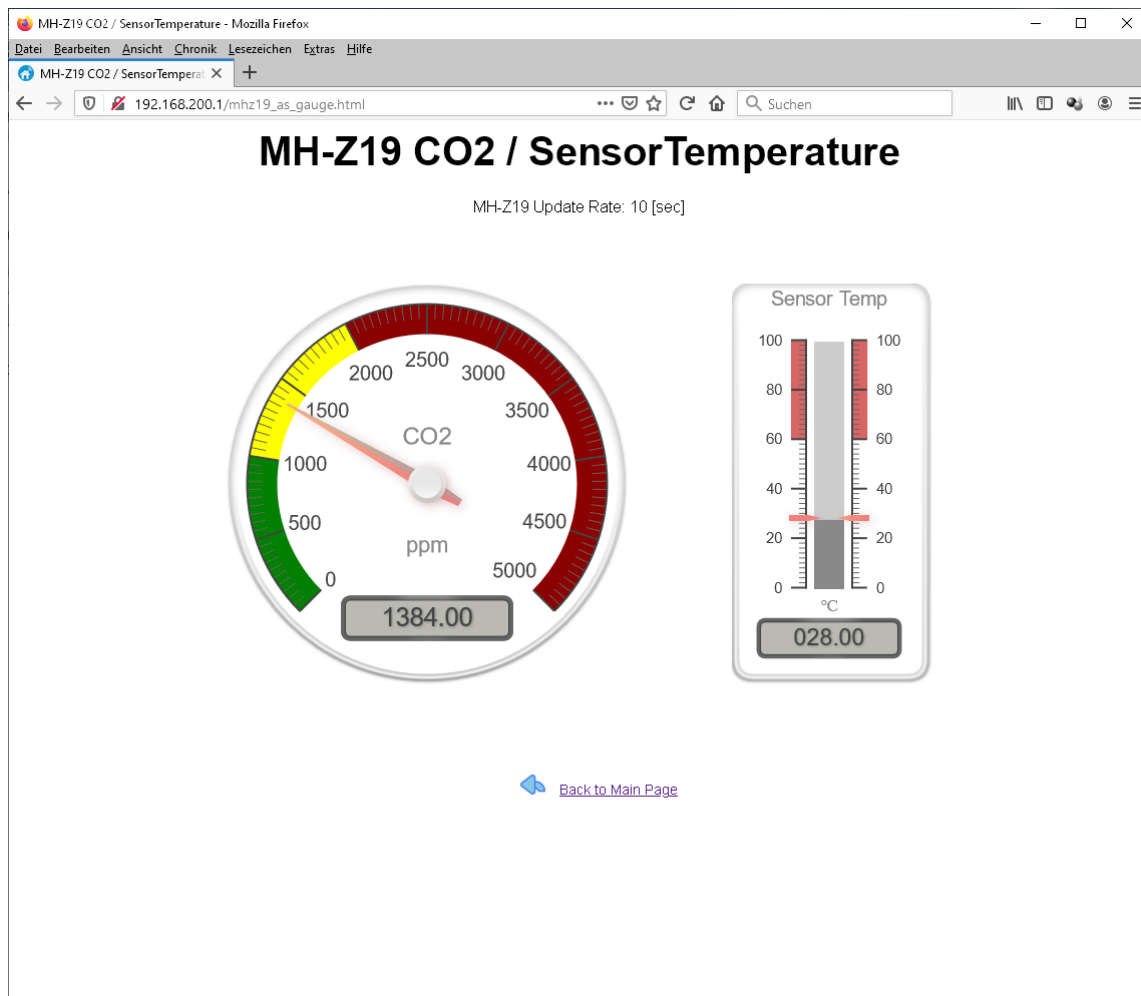 MH-Z19 CO2 / SensorTemperature - Mozilla Firefox
Datei Bearbeiten Ansicht Chronik Lesezeichen Extras Hilfe
MH-Z19 CO2 / SensorTemperat
192.168.200.1/mhz19_as_gauge.html
Suchen
MH-Z19 CO2 / SensorTemperature
MH-Z19 Update Rate: 10 [sec]
0
500
1000
1500
2000
2500
3000
3500
4000
4500
5000
CO2
ppm
1384.00
Sensor Temp
100 100
80 80
60 60
40 40
20 20
0 0
°C
028.00
Back to Main Page